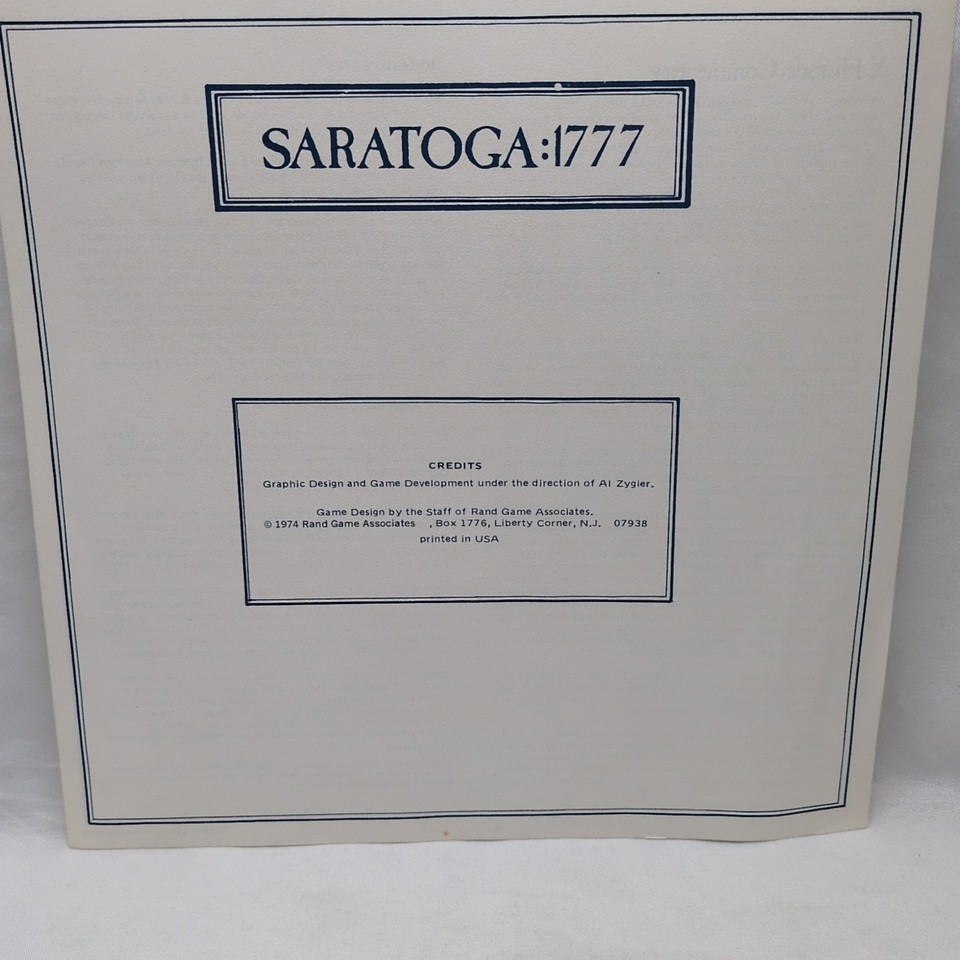 SARATOGA:1777
CREDITS
Graphic Design and Game Development under the direction of Al Zygier.
Game Design by the Staff of Rand Game Associates.
© 1974 Rand Game Associates , Box 1776, Liberty Corner, N.J. 07938
printed in USA